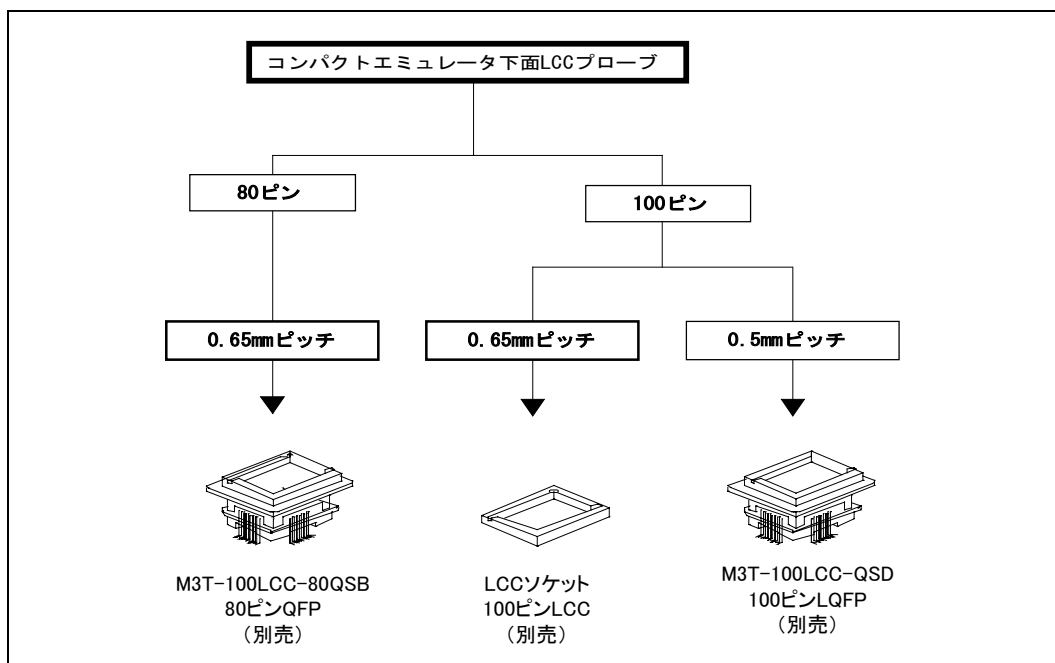 コンパクトエミュレータ下面LCCプローブ
80ピン
100ピン
0.65mmピッチ
0.65mmピッチ
0.5mmピッチ
M3T-100LCC-80QSB
80ピンQFP
(別売)
LCCソケット
100ピンLCC
(別売)
M3T-100LCC-QSD
100ピンLQFP
(別売)